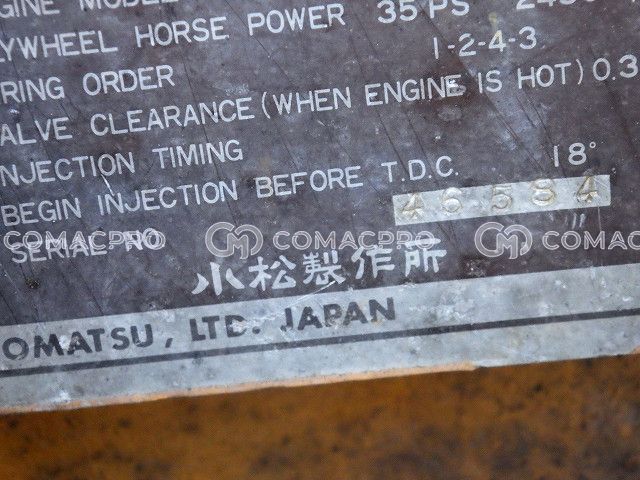 GINE MODEL
LYWHEEL HORSE POWER 35 PS
RING ORDER 1-2-4-3
ALVE CLEARANCE (WHEN ENGINE IS HOT) 0.3
NJECTION TIMING
BEGIN INJECTION BEFORE T.D.C. 18°
SERIAL NO 46584
COMACPRO COMACPRO COMACPRO
小松製作所
OMATSU, LTD. JAPAN